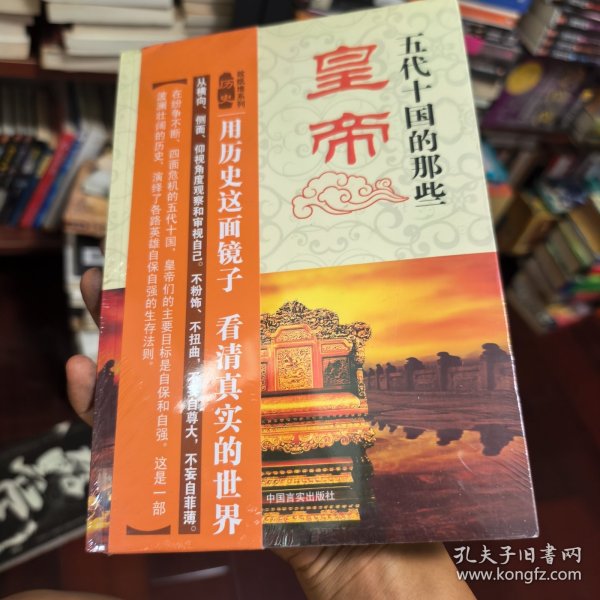 五代十国的那些
皇帝
历史
用历史这面镜子 看清真实的世界
从横向、侧面、仰视角度观察和审视自己。不粉饰、不扭曲，不妄自尊大，不妄自菲薄。
【在纷争不断、四面危机的五代十国，皇帝们的主要目标是自保和自强。这是一部
波澜壮阔的历史，演绎了各路英雄自保自强的生存法则。】
中国言实出版社
孔夫子旧书网
www.kongfz.com